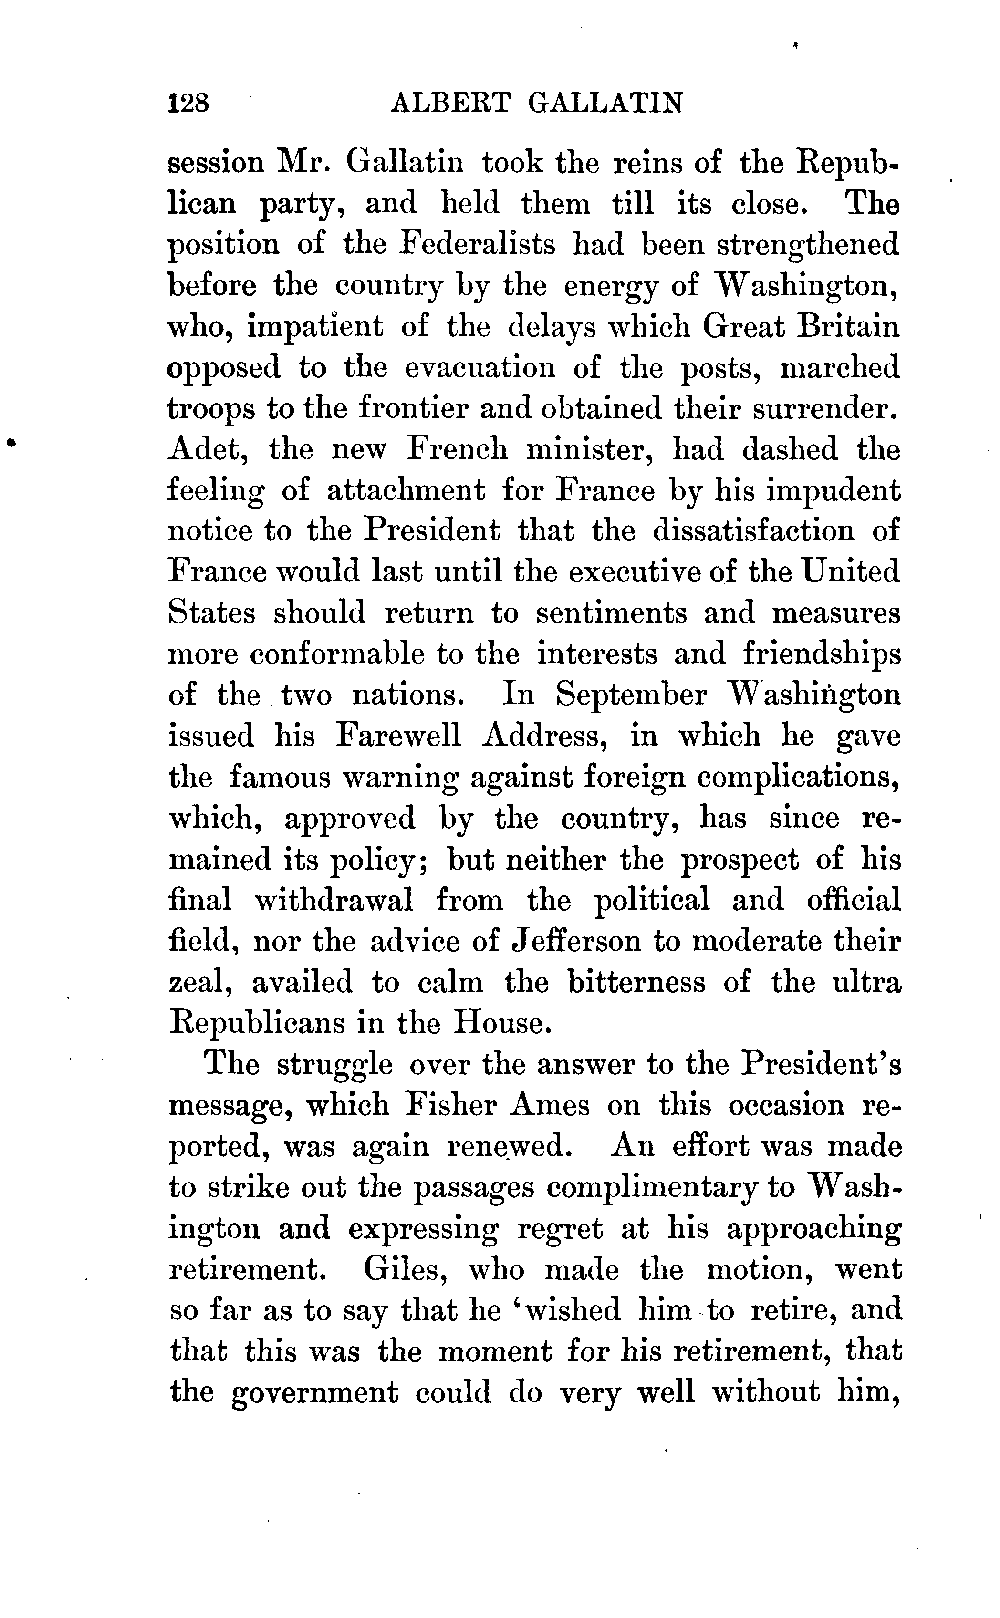 128 ALBERT GALLATIN
session Mr. Gallatin took the reins of the Repub-
lican party, and held them till its close. The
position of the Federalists had been strengthened
before the country by the energy of Washington,
who, impatient of the delays which Great Britain
opposed to the evacuation of the posts, marched
troops to the frontier and obtained their surrender.
Adet, the new French minister, had dashed the
feeling of attachment for France by his impudent
notice to the President that the dissatisfaction of
France would last until the executive of the United
States should return to sentiments and measures
more conformable to the interests and friendships
of the two nations. In September Washington
issued his Farewell Address, in which he gave
the famous warning against foreign complications,
which, approved by the country, has since re-
mained its policy; but neither the prospect of his
final withdrawal from the political and official
field, nor the advice of Jefferson to moderate their
zeal, availed to calm the bitterness of the ultra
Republicans in the House.
The struggle over the answer to the President's
message, which Fisher Ames on this occasion re-
ported, was again renewed. An effort was made
to strike out the passages complimentary to Wash-
ington and expressing regret at his approaching
retirement. Giles, who made the motion, went
so far as to say that he 'wished him to retire, and
that this was the moment for his retirement, that
the government could do very well without him,